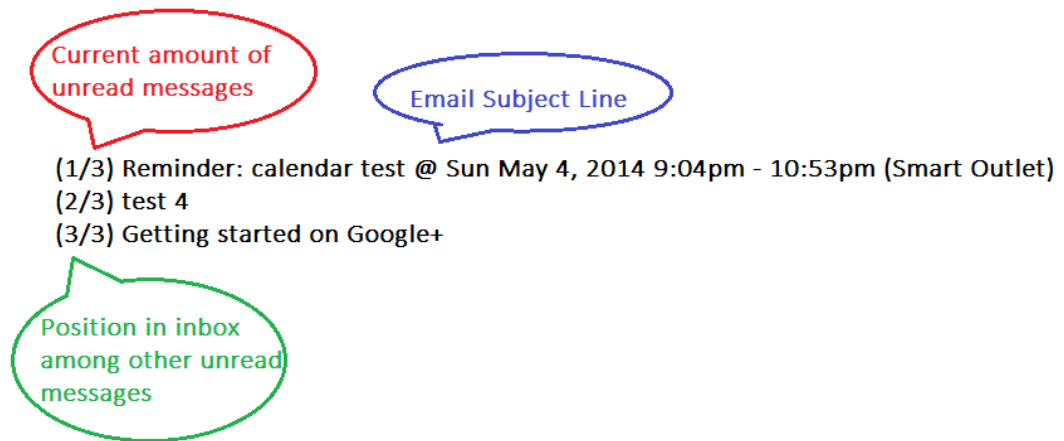 Current amount of
unread messages
Email Subject Line
(1/3) Reminder: calendar test @ Sun May 4, 2014 9:04pm - 10:53pm (Smart Outlet)
(2/3) test 4
(3/3) Getting started on Google+
Position in inbox
among other unread
messages